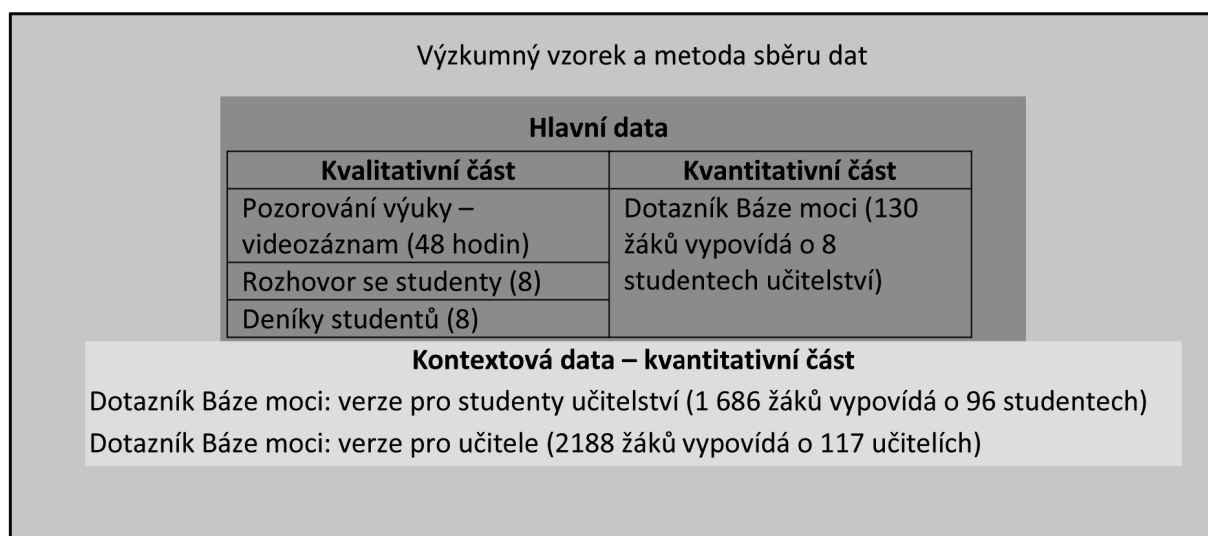 Výzkumný vzorek a metoda sběru dat
Hlavní data
Kvalitativní část
Pozorování výuky –
videozáznam (48 hodin)
Rozhovor se studenty (8)
Deníky studentů (8)
Kvantitativní část
Dotazník Báze moci (130
žáků vypovídá o 8
studentech učitelství)
Kontextová data – kvantitativní část
Dotazník Báze moci: verze pro studenty učitelství (1 686 žáků vypovídá o 96 studentech)
Dotazník Báze moci: verze pro učitele (2188 žáků vypovídá o 117 učitelích)